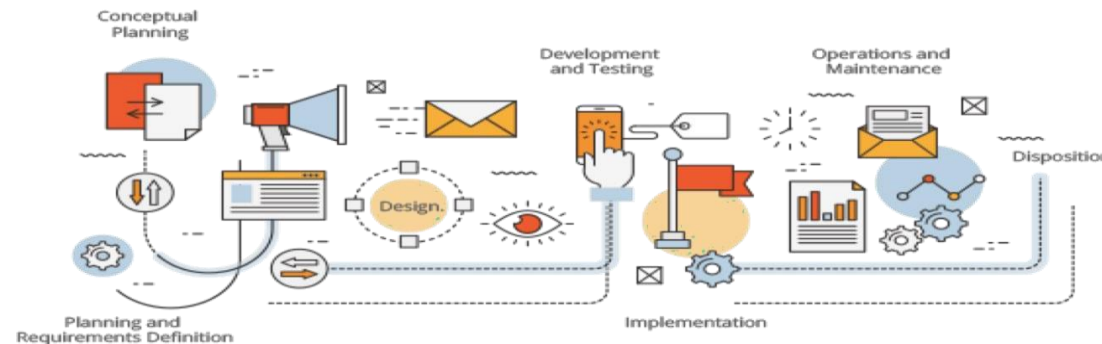 Conceptual
Planning
Development
and Testing
Operations and
Maintenance
Dispositio
Design.
Planning and
Requirements Definition
Implementation